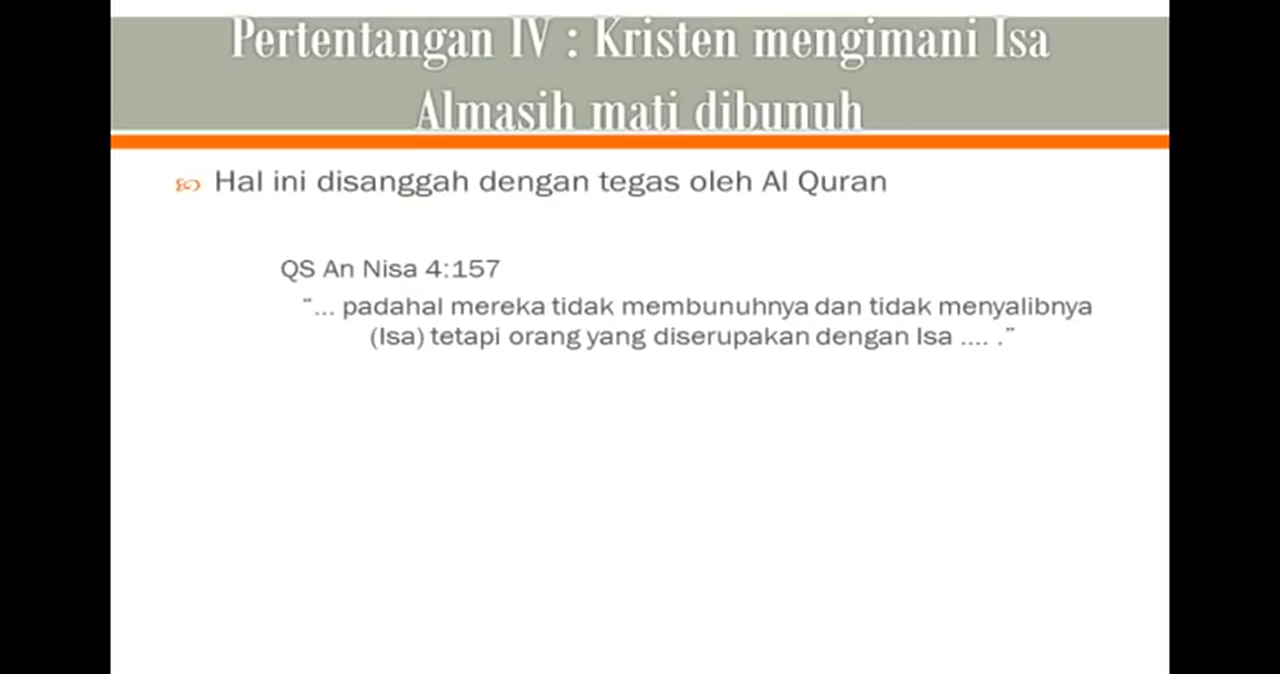 Pertentangan IV : Kristen mengimani Isa
Almasih mati dibunuh
Hal ini disanggah dengan tegas oleh Al Quran
QS An Nisa 4:157
“... padahal mereka tidak membunuhnya dan tidak menyalibnya
(Isa) tetapi orang yang diserupakan dengan Isa .... .”